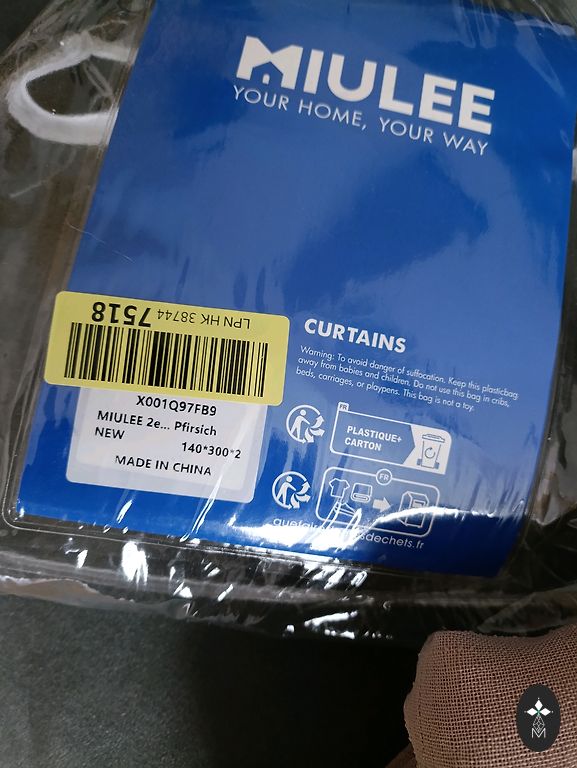 MIULEE
YOUR HOME, YOUR WAY
LPN HK 38744 7518
X001Q97FB9
MIULEE 2e... Pfirsich
NEW
140*300*2
MADE IN CHINA
CURTAINS
Warning: To avoid danger of suffocation. Keep this plasticbag
away from babies and children. Do not use this bag in cribs,
beds, carriages, or playpens. This bag is not a toy.
FR
PLASTIQUE+
CARTON
FR
M